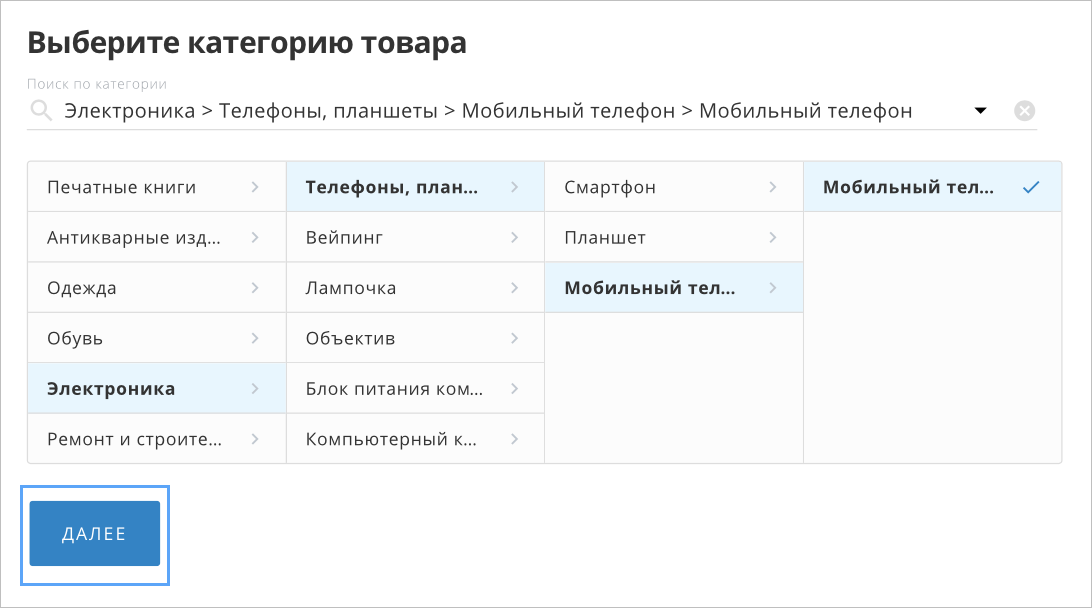 Выберите категорию товара
Поиск по категории
Электроника > Телефоны, планшеты > Мобильный телефон > Мобильный телефон
Печатные книги
Телефоны, план...
Смартфон
Мобильный тел...
Антикварные изд...
Вейпинг
Планшет
Одежда
Лампочка
Мобильный тел...
Обувь
Объектив
Электроника
Блок питания ком...
Ремонт и строите...
Компьютерный к...
ДАЛЕЕ